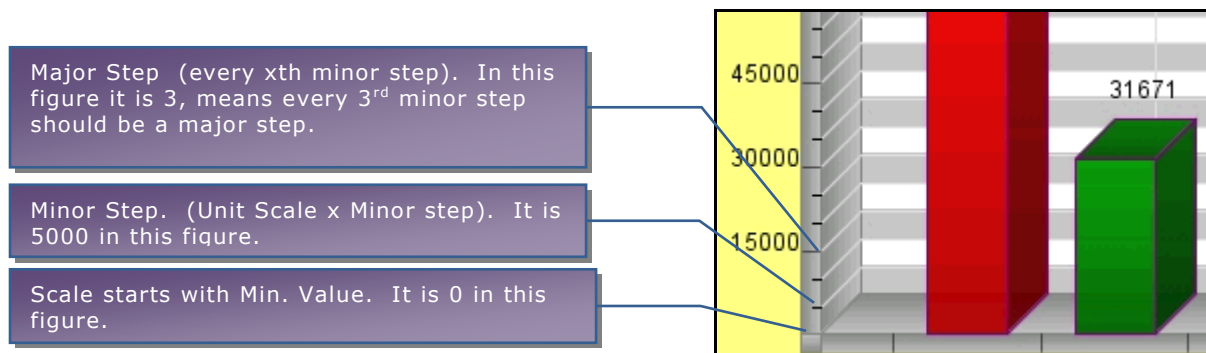 Major Step (every xth minor step). In this
figure it is 3, means every 3rd minor step
should be a major step.
Minor Step. (Unit Scale x Minor step). It is
5000 in this figure.
Scale starts with Min. Value. It is 0 in this
figure.
45000
31671
30000
15000